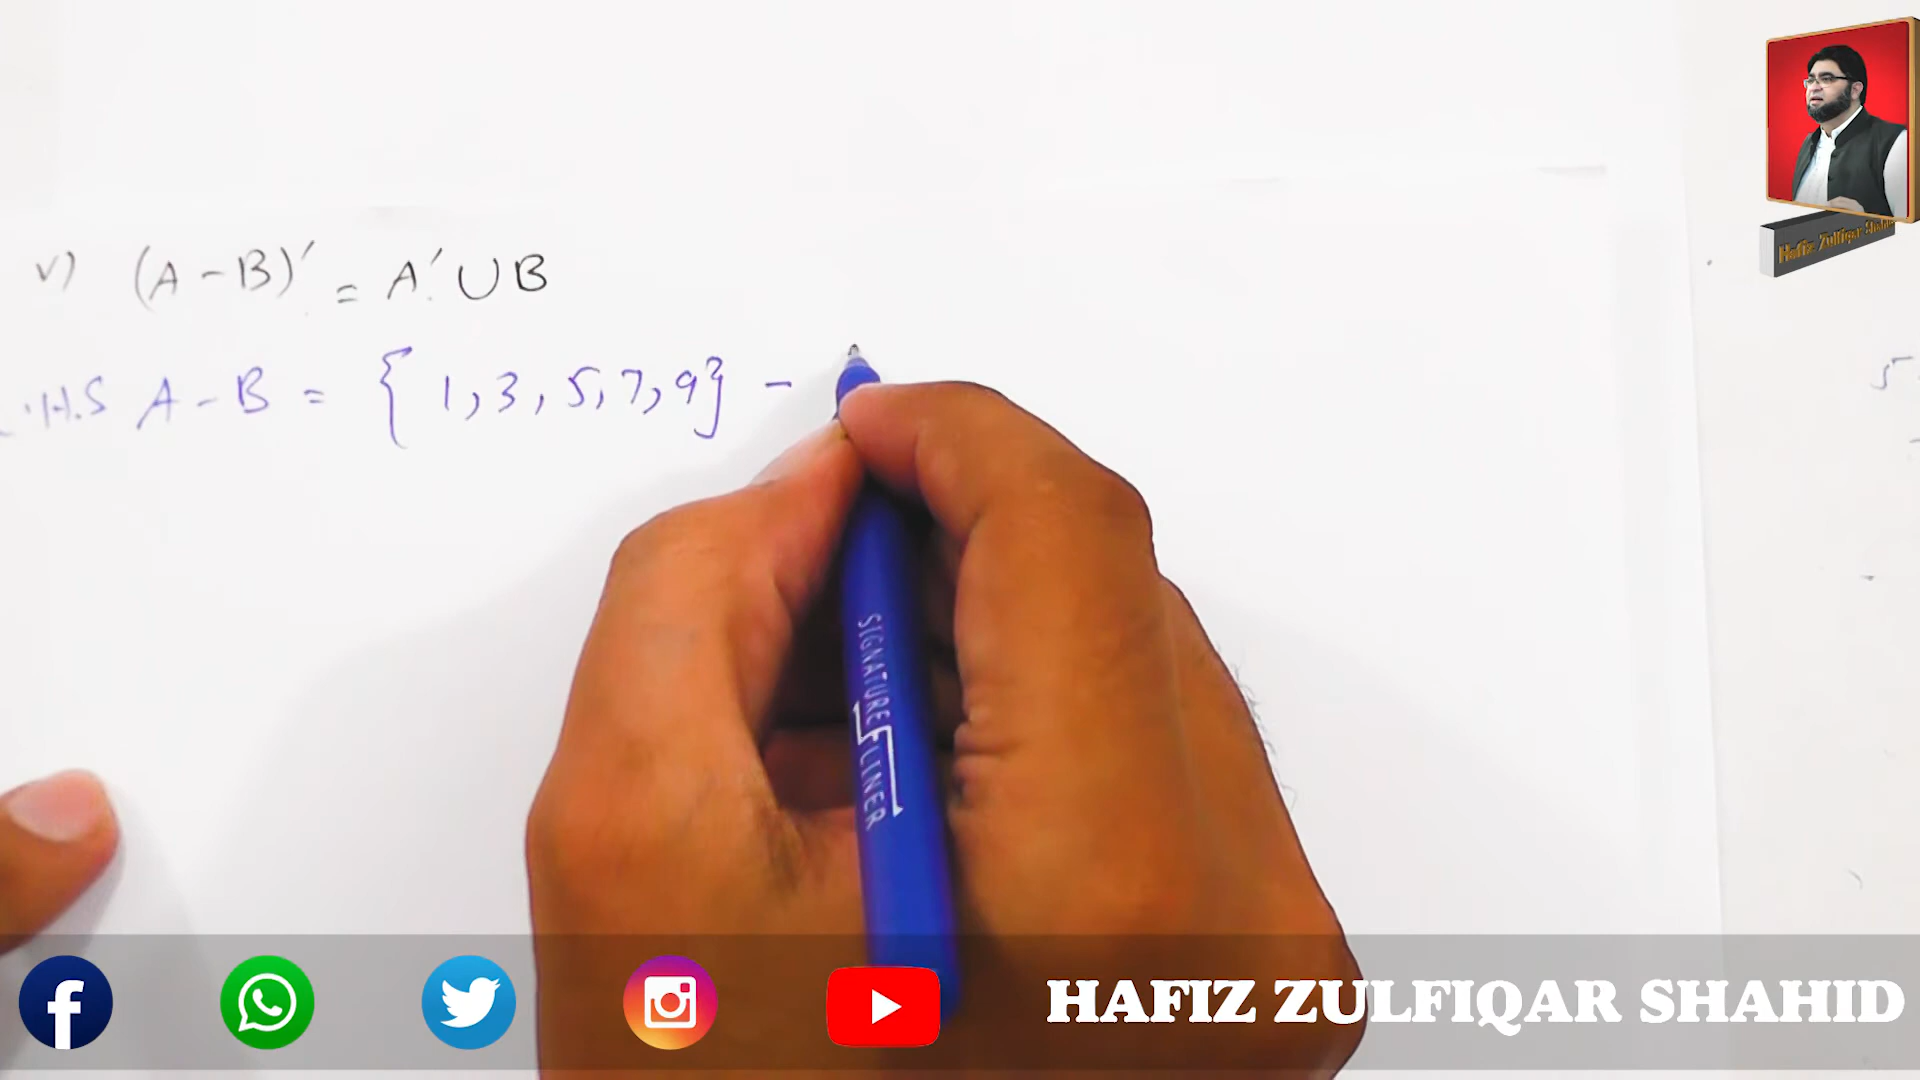 v) (A - B)' = A' ∪ B
L.H.S A - B = { 1, 3, 5, 7, 9} -
SIGNATURE LINER
Hafiz Zulfiqar Shahid
HAFIZ ZULFIQAR SHAHID